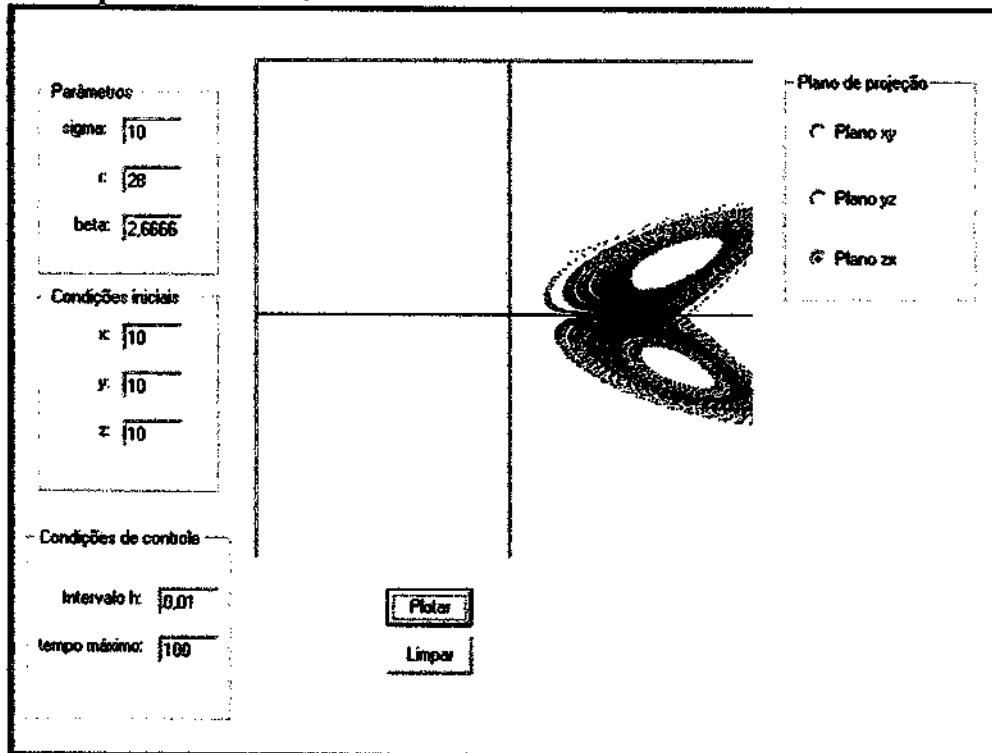 Parâmetros
sigma: 10
r: 28
beta: 2,6666
Condições iniciais
x: 10
y: 10
z: 10
Condições de controle
Intervalo h: 0,01
tempo máximo: 100
Plotar
Limpar
Plano de projeção
Plano xy
Plano yz
Plano zx